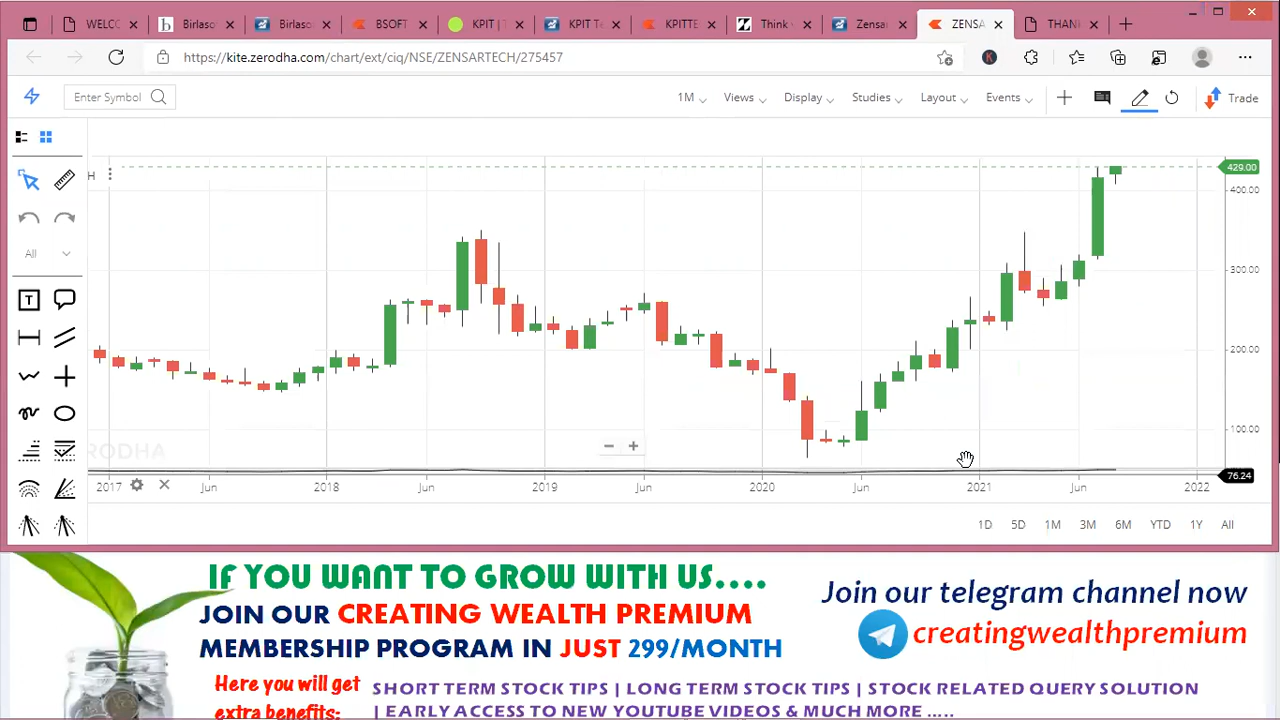 WELCO
Birlaso
Birlaso
BSOFT
KPIT | T
KPIT Te
KPITTE
Think
Zensa
ZENSA
THAN
https://kite.zerodha.com/chart/ext/ciq/NSE/ZENSARTECH/275457
K
Enter Symbol
1M
Views
Display
Studies
Layout
Events
Trade
H
429.00
400.00
All
300.00
200.00
100.00
RODHA
76.24
2017
Jun
2018
Jun
2019
Jun
2020
Jun
2021
Jun
2022
1D 5D 1M 3M 6M YTD 1Y All
IF YOU WANT TO GROW WITH US....
JOIN OUR CREATING WEALTH PREMIUM
MEMBERSHIP PROGRAM IN JUST 299/MONTH
Join our telegram channel now
creatingwealthpremium
Here you will get
extra benefits:
SHORT TERM STOCK TIPS | LONG TERM STOCK TIPS | STOCK RELATED QUERY SOLUTION
| EARLY ACCESS TO NEW YOUTUBE VIDEOS & MUCH MORE .....